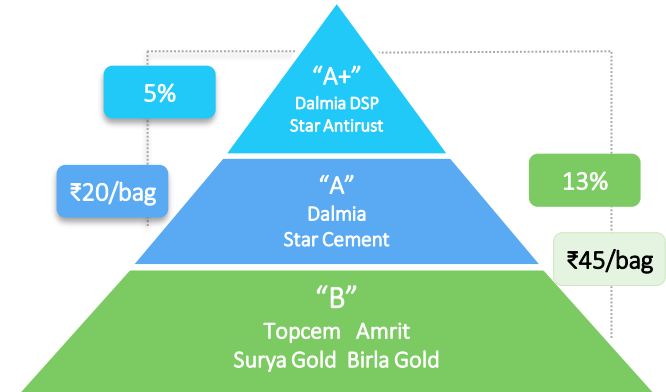 “A+”
Dalmia DSP
Star Antirust
5%
₹20/bag
“A”
Dalmia
Star Cement
13%
₹45/bag
“B”
Topcem Amrit
Surya Gold Birla Gold